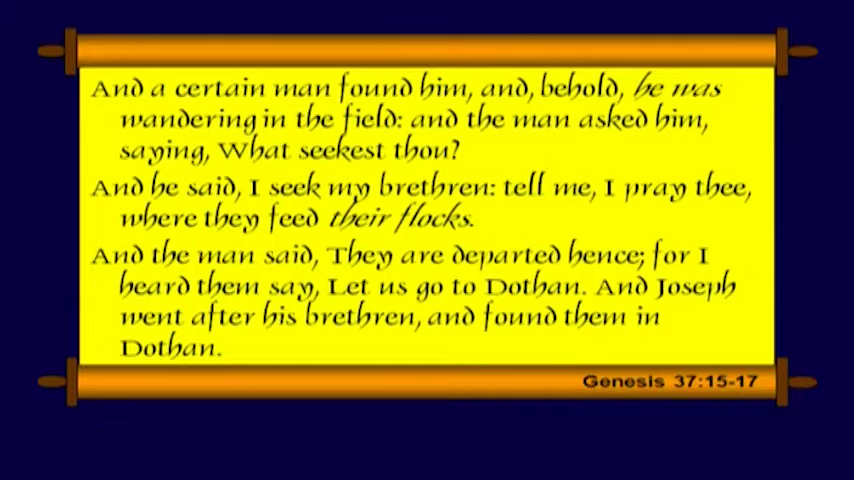 And a certain man found him, and, behold, he was
wandering in the field: and the man asked him,
saying, What seekest thou?
And he said, I seek my brethren: tell me, I pray thee,
where they feed their flocks.
And the man said, They are departed hence; for I
heard them say, Let us go to Dothan. And Joseph
went after his brethren, and found them in
Dothan.
Genesis 37:15-17